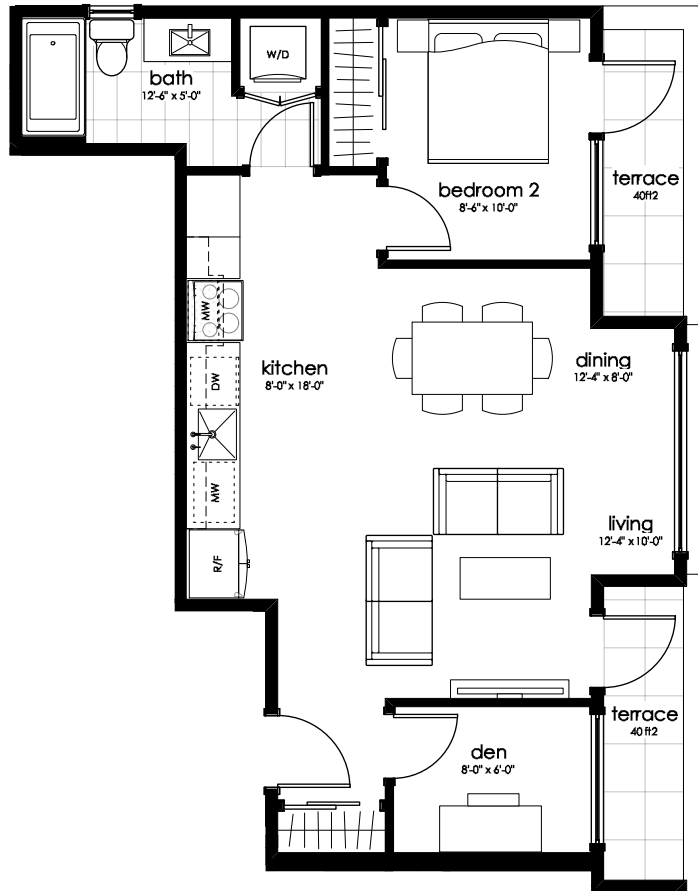 W/D
bath
12'-6" x 5'-0"
bedroom 2
8'-6" x 10'-0"
terrace
40ft2
MW
kitchen
8'-0" x 18'-0"
dining
12'-4" x 8'-0"
DW
MW
living
12'-4" x 10'-0"
R/F
terrace
40 ft2
den
8'-0" x 6'-0"